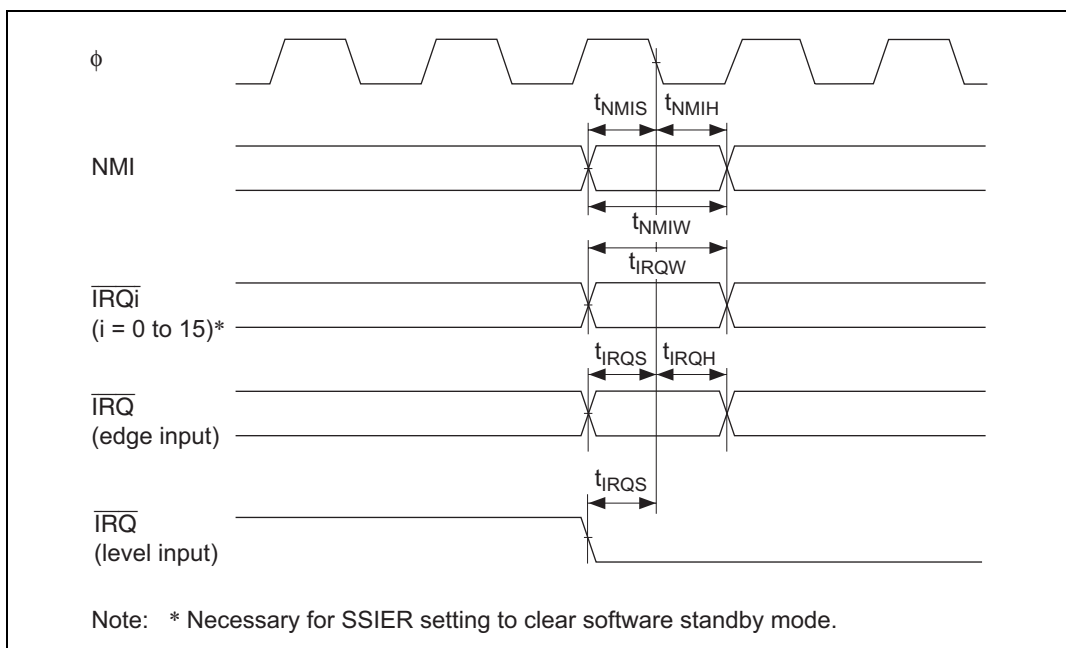 ϕ
tNMIS tNMIH
NMI
tNMIW
tIRQW
IRQi
(i = 0 to 15)*
tIRQS tIRQH
IRQ
(edge input)
tIRQS
IRQ
(level input)
Note: * Necessary for SSIER setting to clear software standby mode.